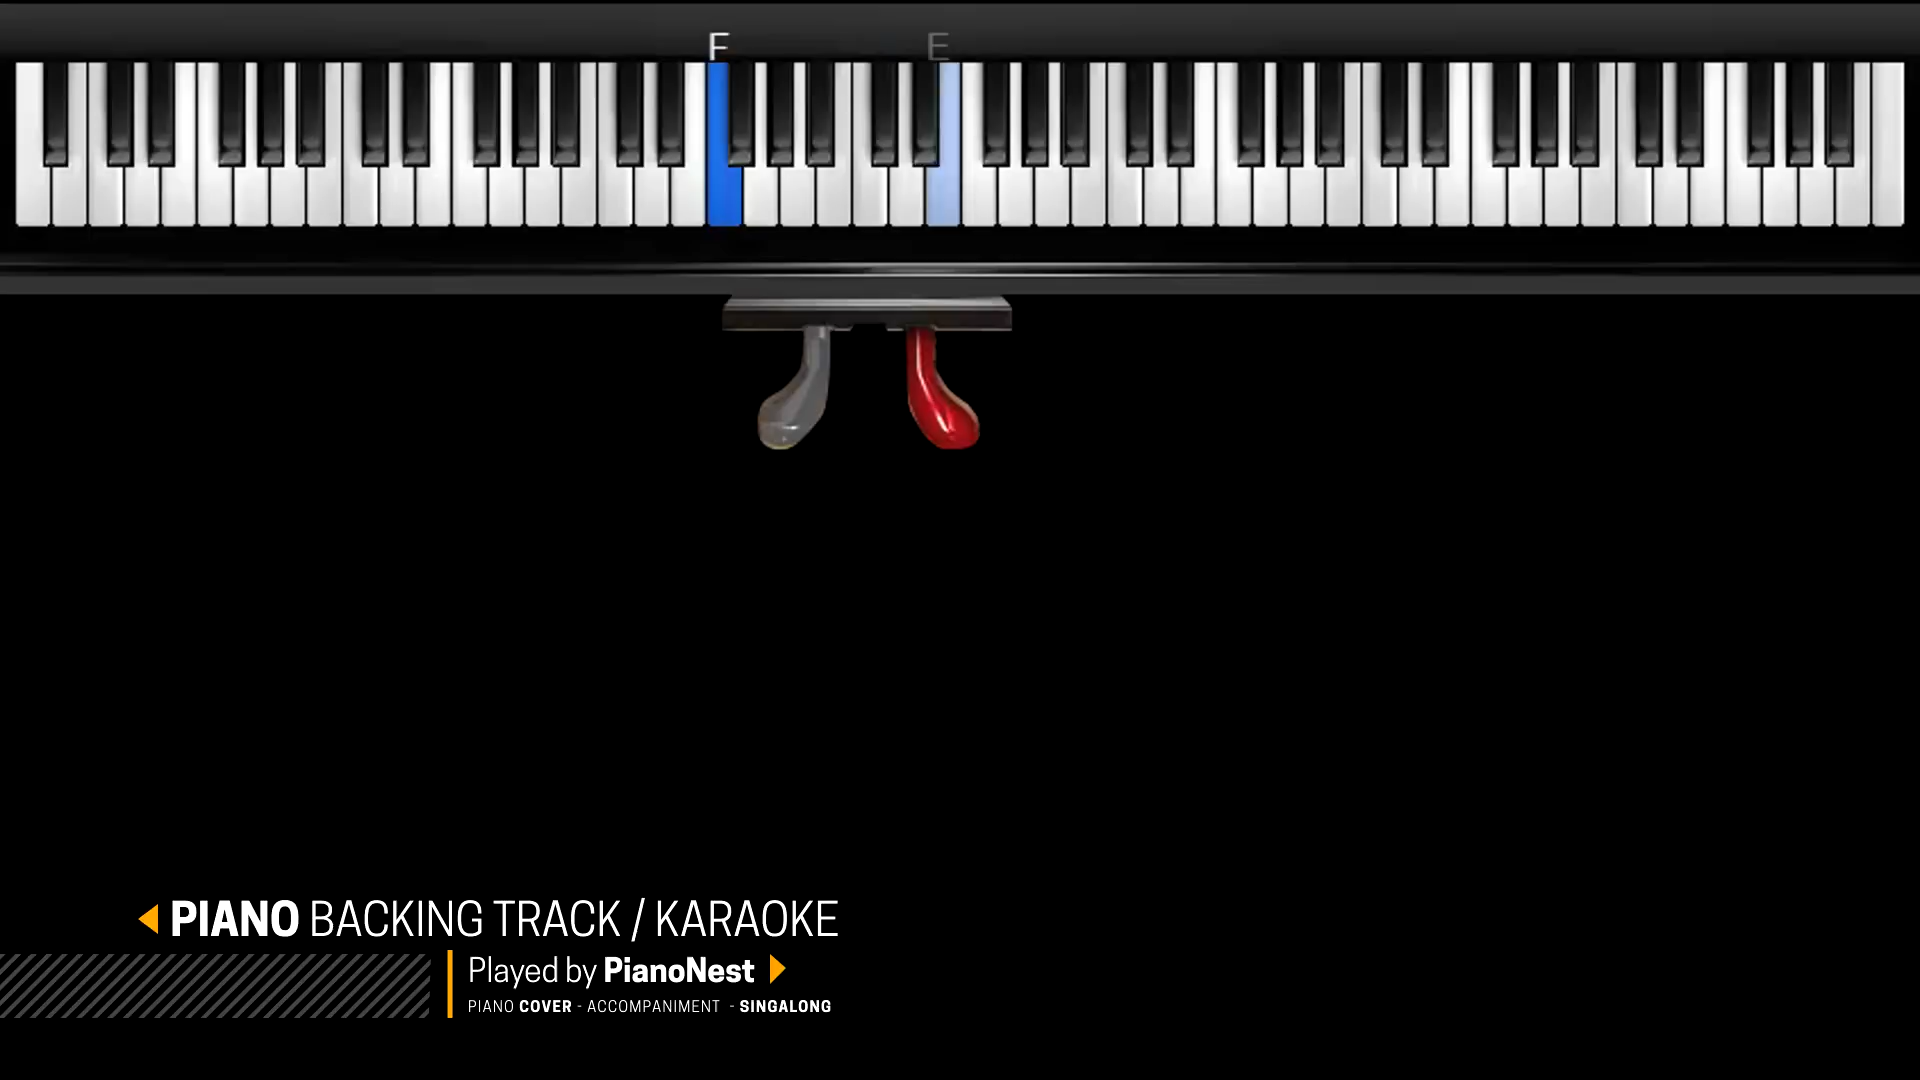 F E
PIANO BACKING TRACK / KARAOKE
Played by PianoNest
PIANO COVER - ACCOMPANIMENT - SINGALONG